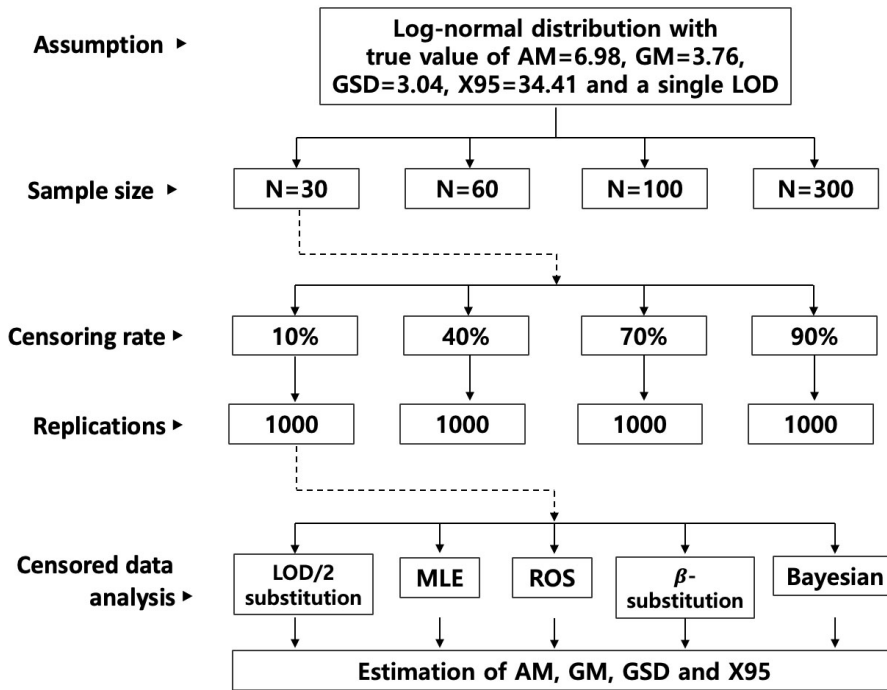 Assumption ▶
Log-normal distribution with
true value of AM=6.98, GM=3.76,
GSD=3.04, X95=34.41 and a single LOD
Sample size ▶
N=30
N=60
N=100
N=300
Censoring rate ▶
10%
40%
70%
90%
Replications ▶
1000
1000
1000
1000
Censored data
analysis ▶
LOD/2
substitution
MLE
ROS
β-
substitution
Bayesian
Estimation of AM, GM, GSD and X95